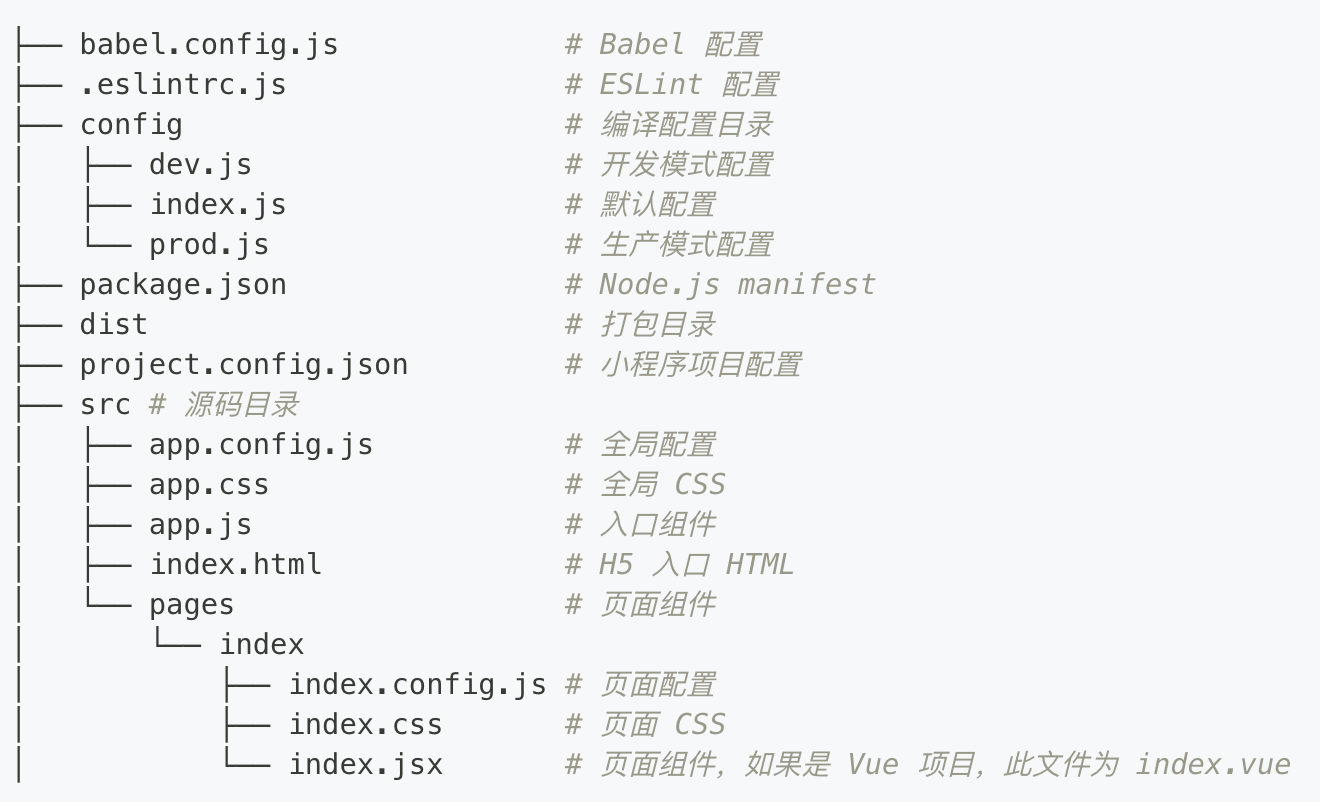 ├── babel.config.js             # Babel 配置
├── .eslintrc.js                # ESLint 配置
├── config                      # 编译配置目录
│   ├── dev.js                  # 开发模式配置
│   ├── index.js                # 默认配置
│   └── prod.js                 # 生产模式配置
├── package.json                # Node.js manifest
├── dist                        # 打包目录
├── project.config.json         # 小程序项目配置
├── src # 源码目录
│   ├── app.config.js           # 全局配置
│   ├── app.css                 # 全局 CSS
│   ├── app.js                  # 入口组件
│   ├── index.html              # H5 入口 HTML
│   └── pages                   # 页面组件
│       └── index
│           ├── index.config.js # 页面配置
│           ├── index.css       # 页面 CSS
│           └── index.jsx       # 页面组件，如果是 Vue 项目，此文件为 index.vue